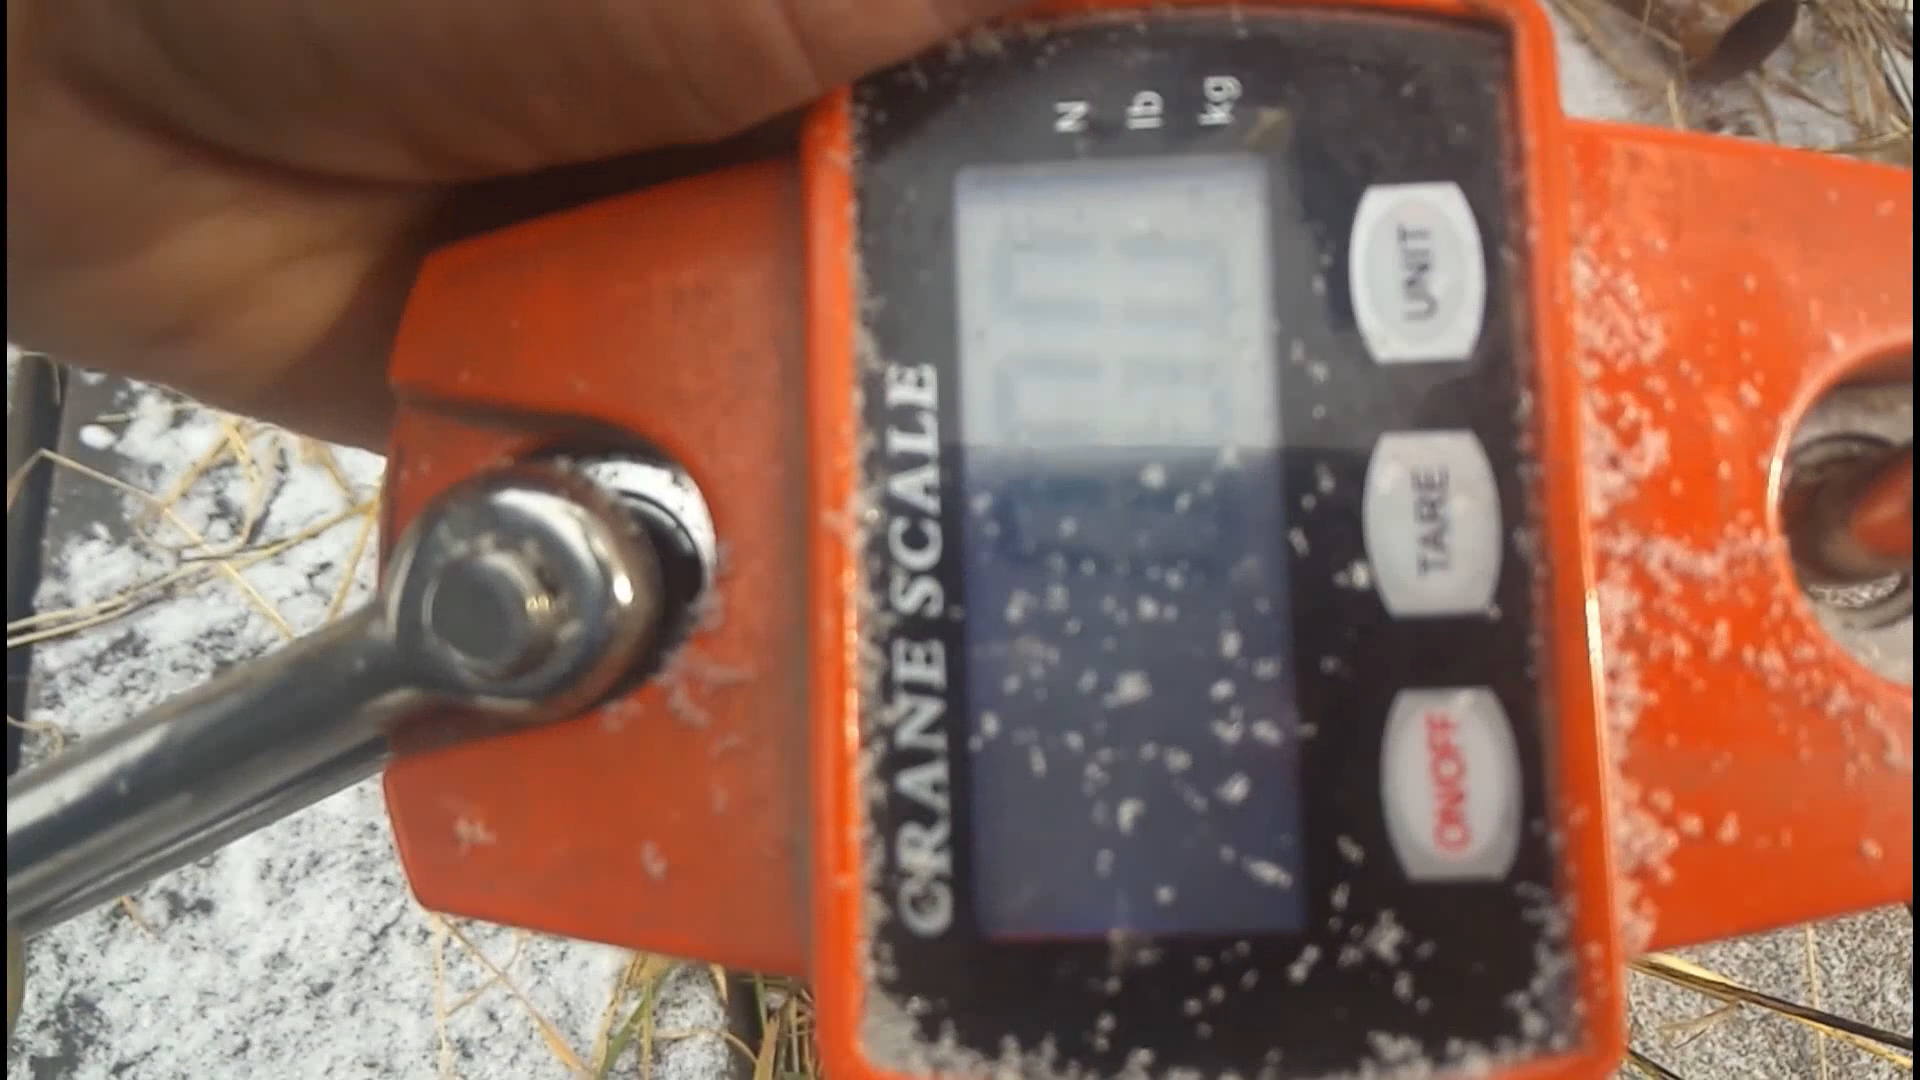 CRANE SCALE
N
lb
kg
ON/OFF
TARE
UNIT